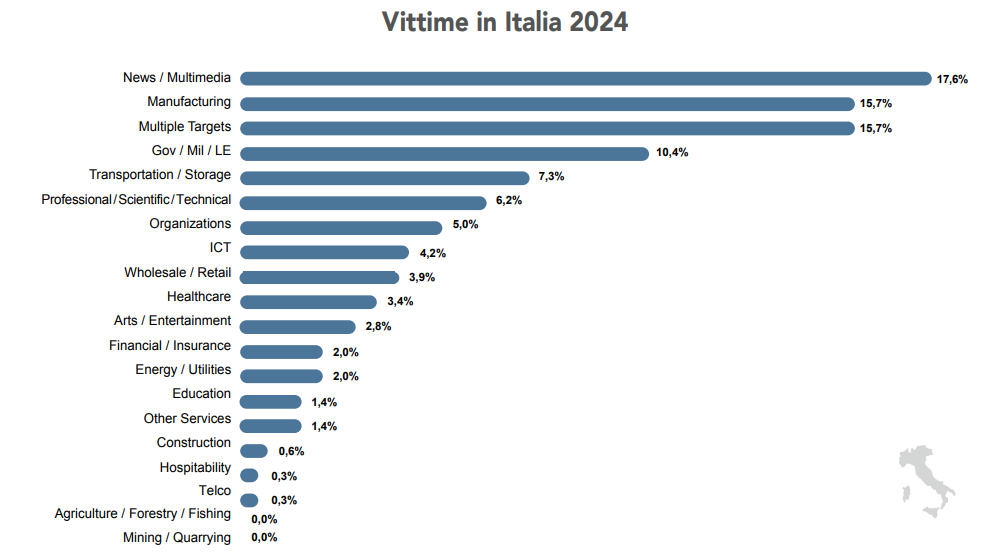 Vittime in Italia 2024
News / Multimedia 17,6%
Manufacturing 15,7%
Multiple Targets 15,7%
Gov / Mil / LE 10,4%
Transportation / Storage 7,3%
Professional/Scientific/Technical 6,2%
Organizations 5,0%
ICT 4,2%
Wholesale / Retail 3,9%
Healthcare 3,4%
Arts / Entertainment 2,8%
Financial / Insurance 2,0%
Energy / Utilities 2,0%
Education 1,4%
Other Services 1,4%
Construction 0,6%
Hospitability 0,3%
Telco 0,3%
Agriculture / Forestry / Fishing 0,0%
Mining / Quarrying 0,0%